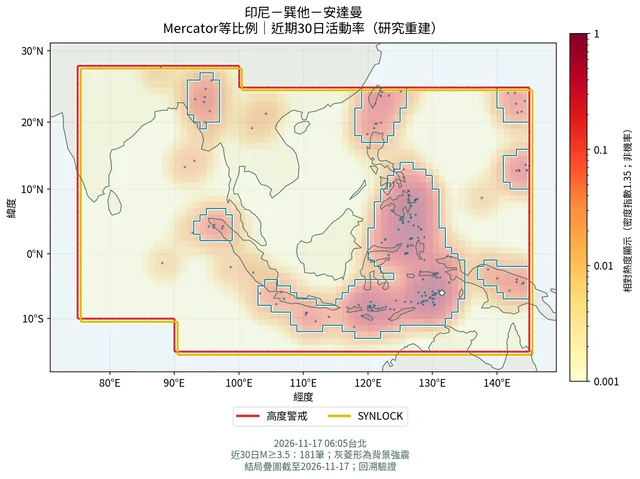 印尼－巽他－安達曼
Mercator等比例｜近期30日活動率（研究重建）
30°N
20°N
10°N
0°N
10°S
緯度
80°E
90°E
100°E
110°E
120°E
130°E
140°E
經度
1
0.1
0.01
0.001
相對熱度顯示（密度指數1.35；非機率）
高度警戒
SYNLOCK
2026-11-17 06:05台北
近30日M≥3.5：181筆；灰菱形為背景強震
結局疊圖截至2026-11-17；回溯驗證